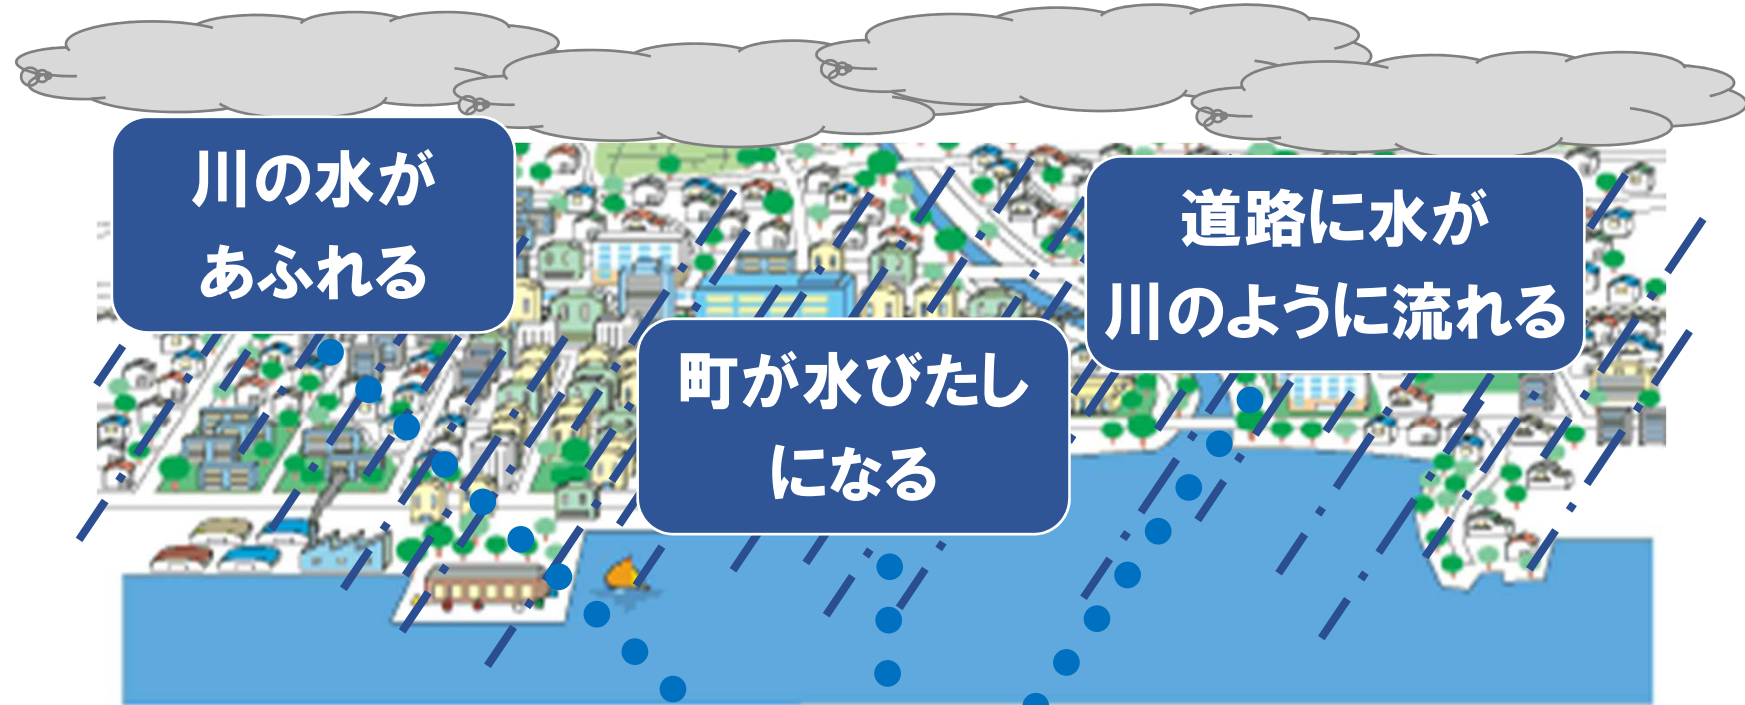 川の水が
あふれる
町が水びたし
になる
道路に水が
川のように流れる